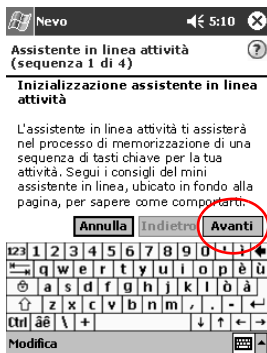 Nevo 5:10
Assistente in linea attività
(sequenza 1 di 4)
Inizializzazione assistente in linea
attività
L'assistente in linea attività ti assisterà
nel processo di memorizzazione di una
sequenza di tasti chiave per la tua
attività. Segui i consigli del mini
assistente in linea, ubicato in fondo alla
pagina, per sapere come comportarti.
Annulla Indietro Avanti
123 1 2 3 4 5 6 7 8 9 0 ' ì
q w e r t y u i o p è ù
a s d f g h j k l ò à
z x c v b n m , . -
Ctrl áê \ +
Modifica